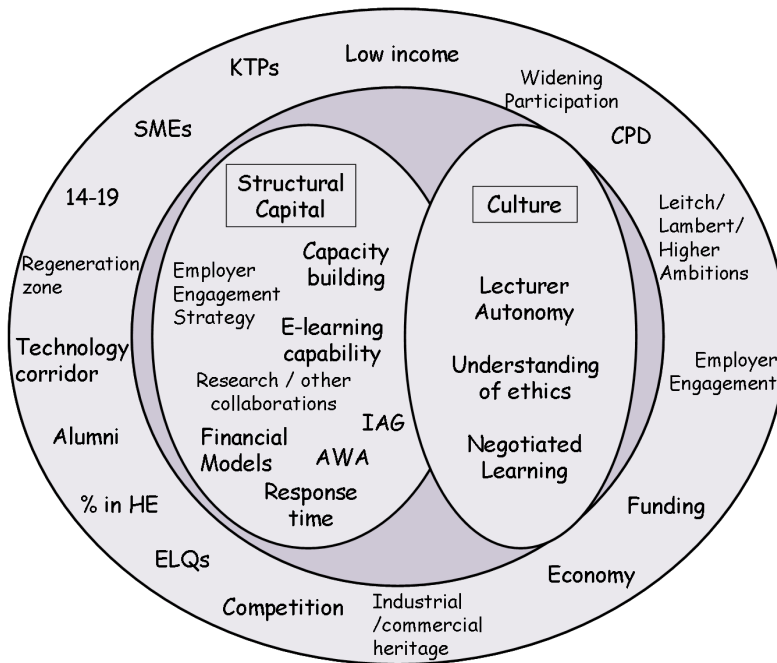 Low income
KTPs
Widening
Participation
SMEs
CPD
14-19
Leitch/
Lambert/
Higher
Ambitions
Regeneration
zone
Technology
corridor
Employer
Engagement
Alumni
% in HE
Funding
ELQs
Economy
Competition
Industrial
/commercial
heritage
Structural
Capital
Capacity
building
Employer
Engagement
Strategy
E-learning
capability
Research / other
collaborations
IAG
Financial
Models
AWA
Response
time
Culture
Lecturer
Autonomy
Understanding
of ethics
Negotiated
Learning